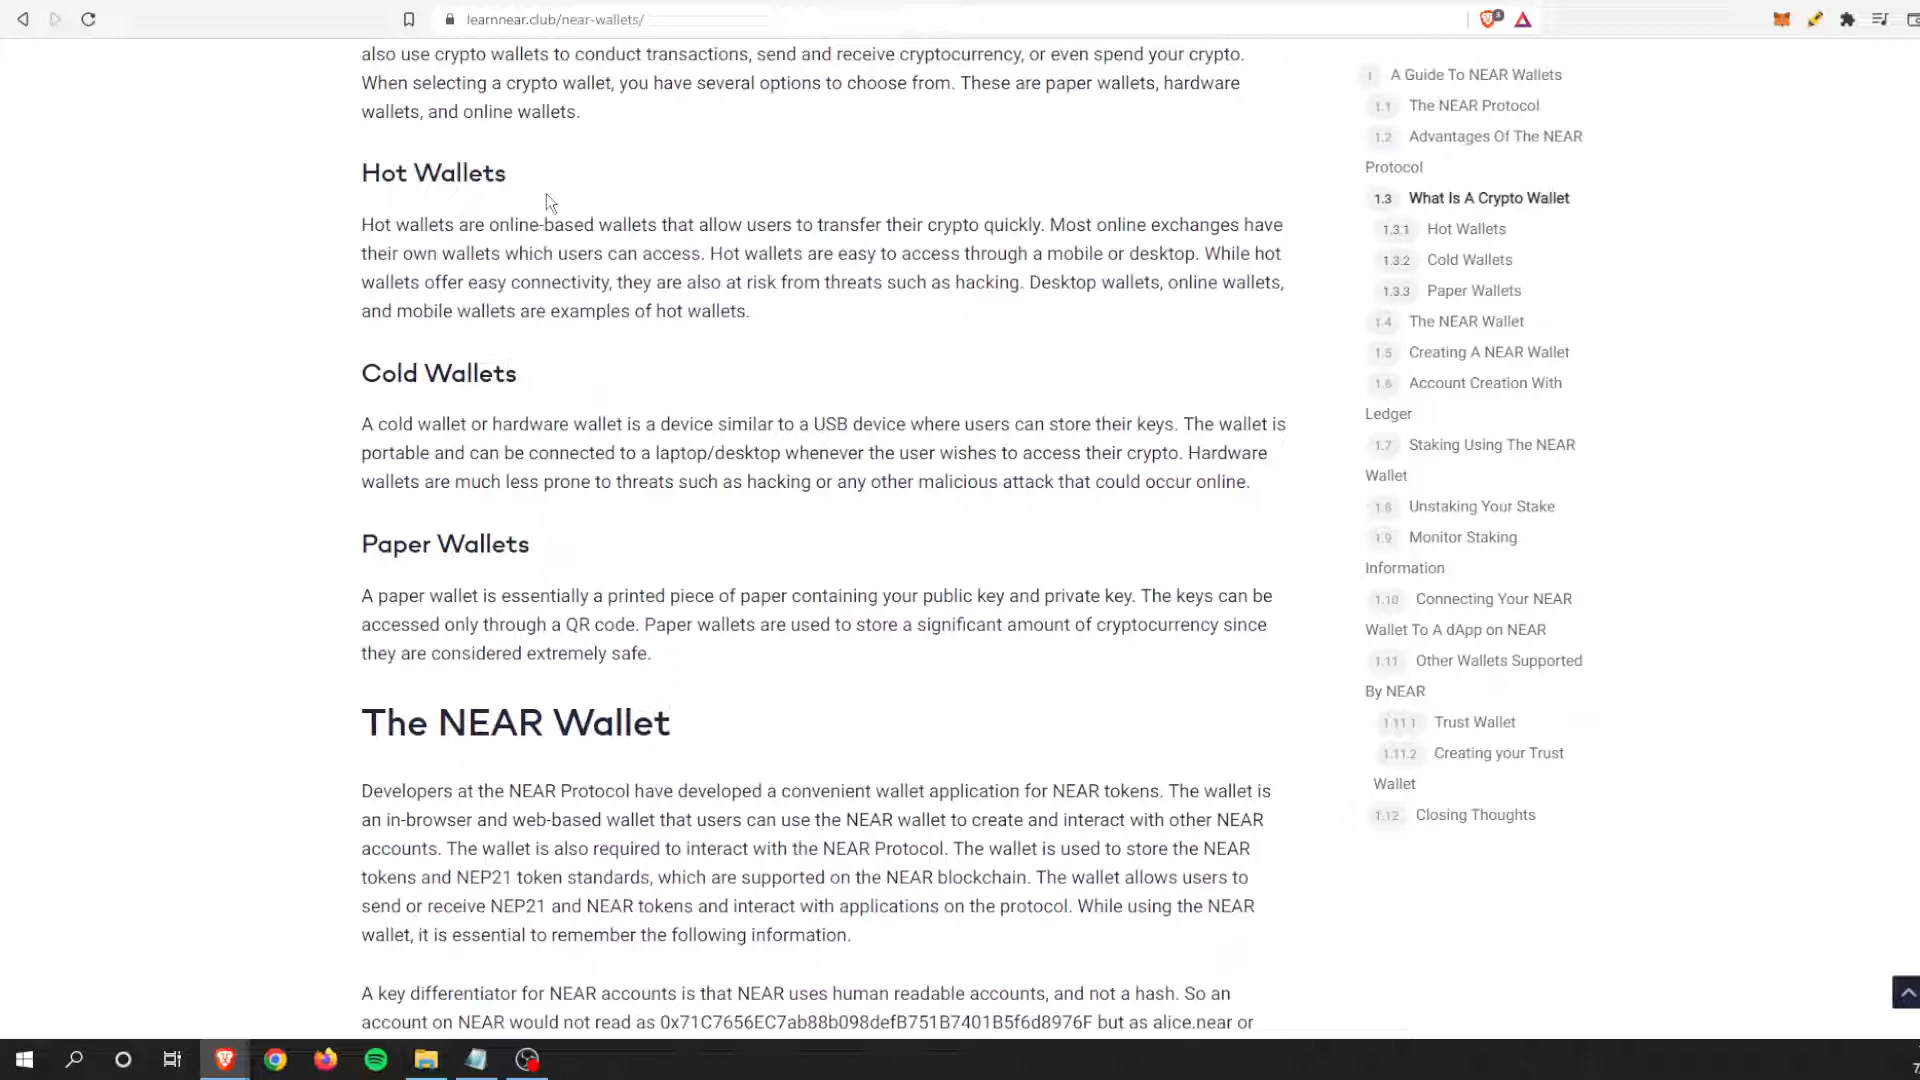 learnnear.club/near-wallets/
also use crypto wallets to conduct transactions, send and receive cryptocurrency, or even spend your crypto.
When selecting a crypto wallet, you have several options to choose from. These are paper wallets, hardware
wallets, and online wallets.
Hot Wallets
Hot wallets are online-based wallets that allow users to transfer their crypto quickly. Most online exchanges have
their own wallets which users can access. Hot wallets are easy to access through a mobile or desktop. While hot
wallets offer easy connectivity, they are also at risk from threats such as hacking. Desktop wallets, online wallets,
and mobile wallets are examples of hot wallets.
Cold Wallets
A cold wallet or hardware wallet is a device similar to a USB device where users can store their keys. The wallet is
portable and can be connected to a laptop/desktop whenever the user wishes to access their crypto. Hardware
wallets are much less prone to threats such as hacking or any other malicious attack that could occur online.
Paper Wallets
A paper wallet is essentially a printed piece of paper containing your public key and private key. The keys can be
accessed only through a QR code. Paper wallets are used to store a significant amount of cryptocurrency since
they are considered extremely safe.
The NEAR Wallet
Developers at the NEAR Protocol have developed a convenient wallet application for NEAR tokens. The wallet is
an in-browser and web-based wallet that users can use the NEAR wallet to create and interact with other NEAR
accounts. The wallet is also required to interact with the NEAR Protocol. The wallet is used to store the NEAR
tokens and NEP21 token standards, which are supported on the NEAR blockchain. The wallet allows users to
send or receive NEP21 and NEAR tokens and interact with applications on the protocol. While using the NEAR
wallet, it is essential to remember the following information.
A key differentiator for NEAR accounts is that NEAR uses human readable accounts, and not a hash. So an
account on NEAR would not read as 0x71C7656EC7ab88b098defB751B7401B5f6d8976F but as alice.near or
1 A Guide To NEAR Wallets
1.1 The NEAR Protocol
1.2 Advantages Of The NEAR
Protocol
1.3 What Is A Crypto Wallet
1.3.1 Hot Wallets
1.3.2 Cold Wallets
1.3.3 Paper Wallets
1.4 The NEAR Wallet
1.5 Creating A NEAR Wallet
1.6 Account Creation With
Ledger
1.7 Staking Using The NEAR
Wallet
1.8 Unstaking Your Stake
1.9 Monitor Staking
Information
1.10 Connecting Your NEAR
Wallet To A dApp on NEAR
1.11 Other Wallets Supported
By NEAR
1.11.1 Trust Wallet
1.11.2 Creating your Trust
Wallet
1.12 Closing Thoughts